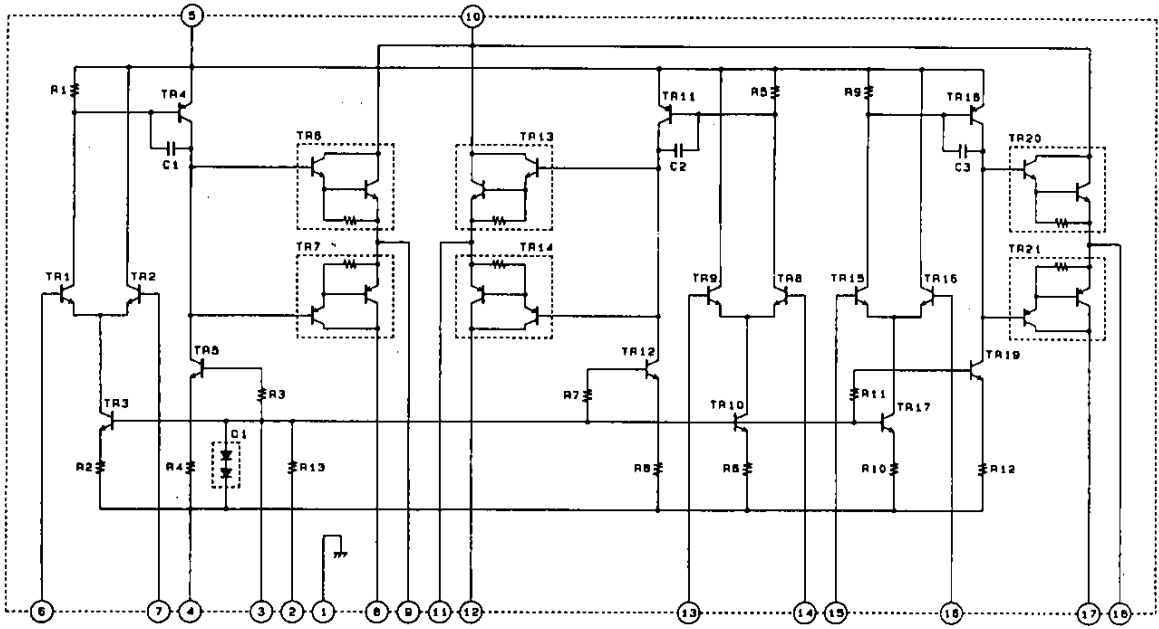 5 10
R1 TR4 TR11 R5 R9 TR18
C1 TR6 TR13 C2 C3 TR20
TR7 TR14 TR21
TR1 TR2 TR9 TR8 TR15 TR16
TR5 TR12 TR19
R3 R7 R11
TR3 TR10 TR17
D1
R2 R4 R13 R8 R6 R10 R12
6 7 4 3 2 1 8 9 11 12 13 14 15 16 17 18